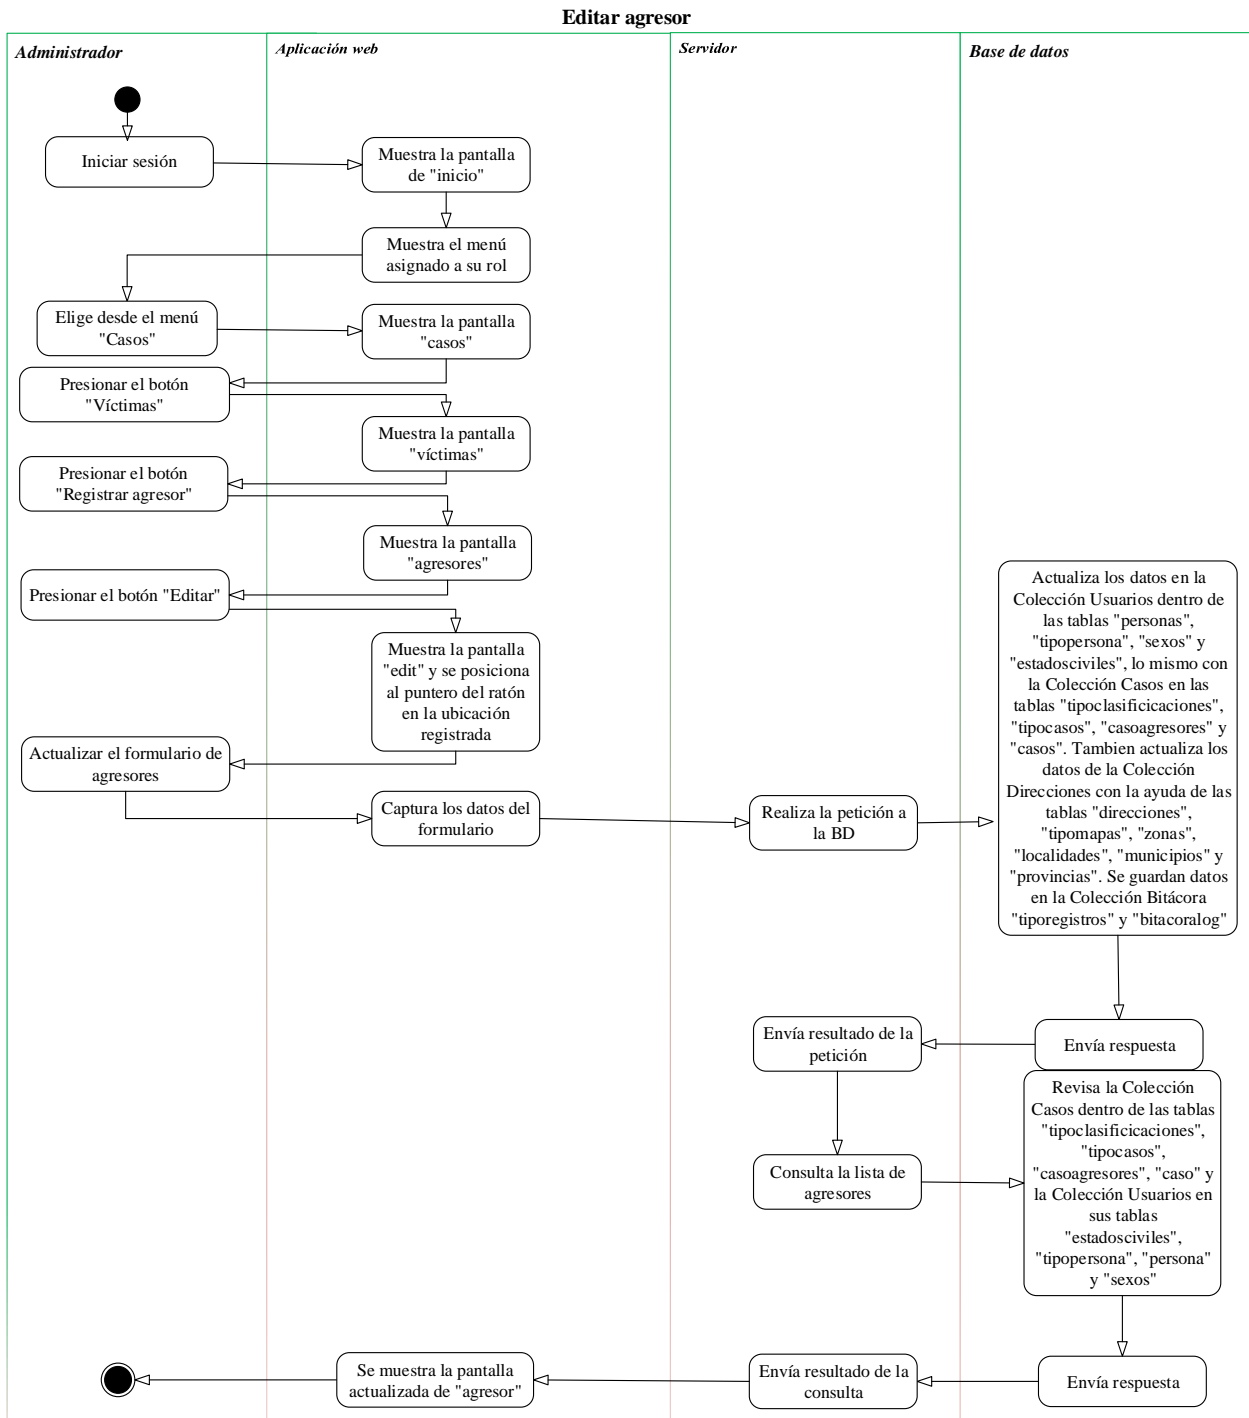 Editar agresor
Administrador
Aplicación web
Servidor
Base de datos
Iniciar sesión
Muestra la pantalla
de "inicio"
Muestra el menú
asignado a su rol
Elige desde el menú
"Casos"
Muestra la pantalla
"casos"
Presionar el botón
"Víctimas"
Muestra la pantalla
"víctimas"
Presionar el botón
"Registrar agresor"
Muestra la pantalla
"agresores"
Presionar el botón "Editar"
Muestra la pantalla
"edit" y se posiciona
al puntero del ratón
en la ubicación
registrada
Actualizar el formulario de
agresores
Captura los datos del
formulario
Realiza la petición a
la BD
Actualiza los datos en la
Colección Usuarios dentro de
las tablas "personas",
"tipopersona", "sexos" y
"estadosciviles", lo mismo con
la Colección Casos en las
tablas "tipoclasificicaciones",
"tipocasos", "casoagresores" y
"casos". Tambien actualiza los
datos de la Colección
Direcciones con la ayuda de las
tablas "direcciones",
"tipomapas", "zonas",
"localidades", "municipios" y
"provincias". Se guardan datos
en la Colección Bitácora
"tiporegistros" y "bitacoralog"
Envía respuesta
Envía resultado de la
petición
Consulta la lista de
agresores
Revisa la Colección
Casos dentro de las tablas
"tipoclasificicaciones",
"tipocasos",
"casoagresores", "caso" y
la Colección Usuarios en
sus tablas
"estadosciviles",
"tipopersona", "persona"
y "sexos"
Envía respuesta
Envía resultado de la
consulta
Se muestra la pantalla
actualizada de "agresor"